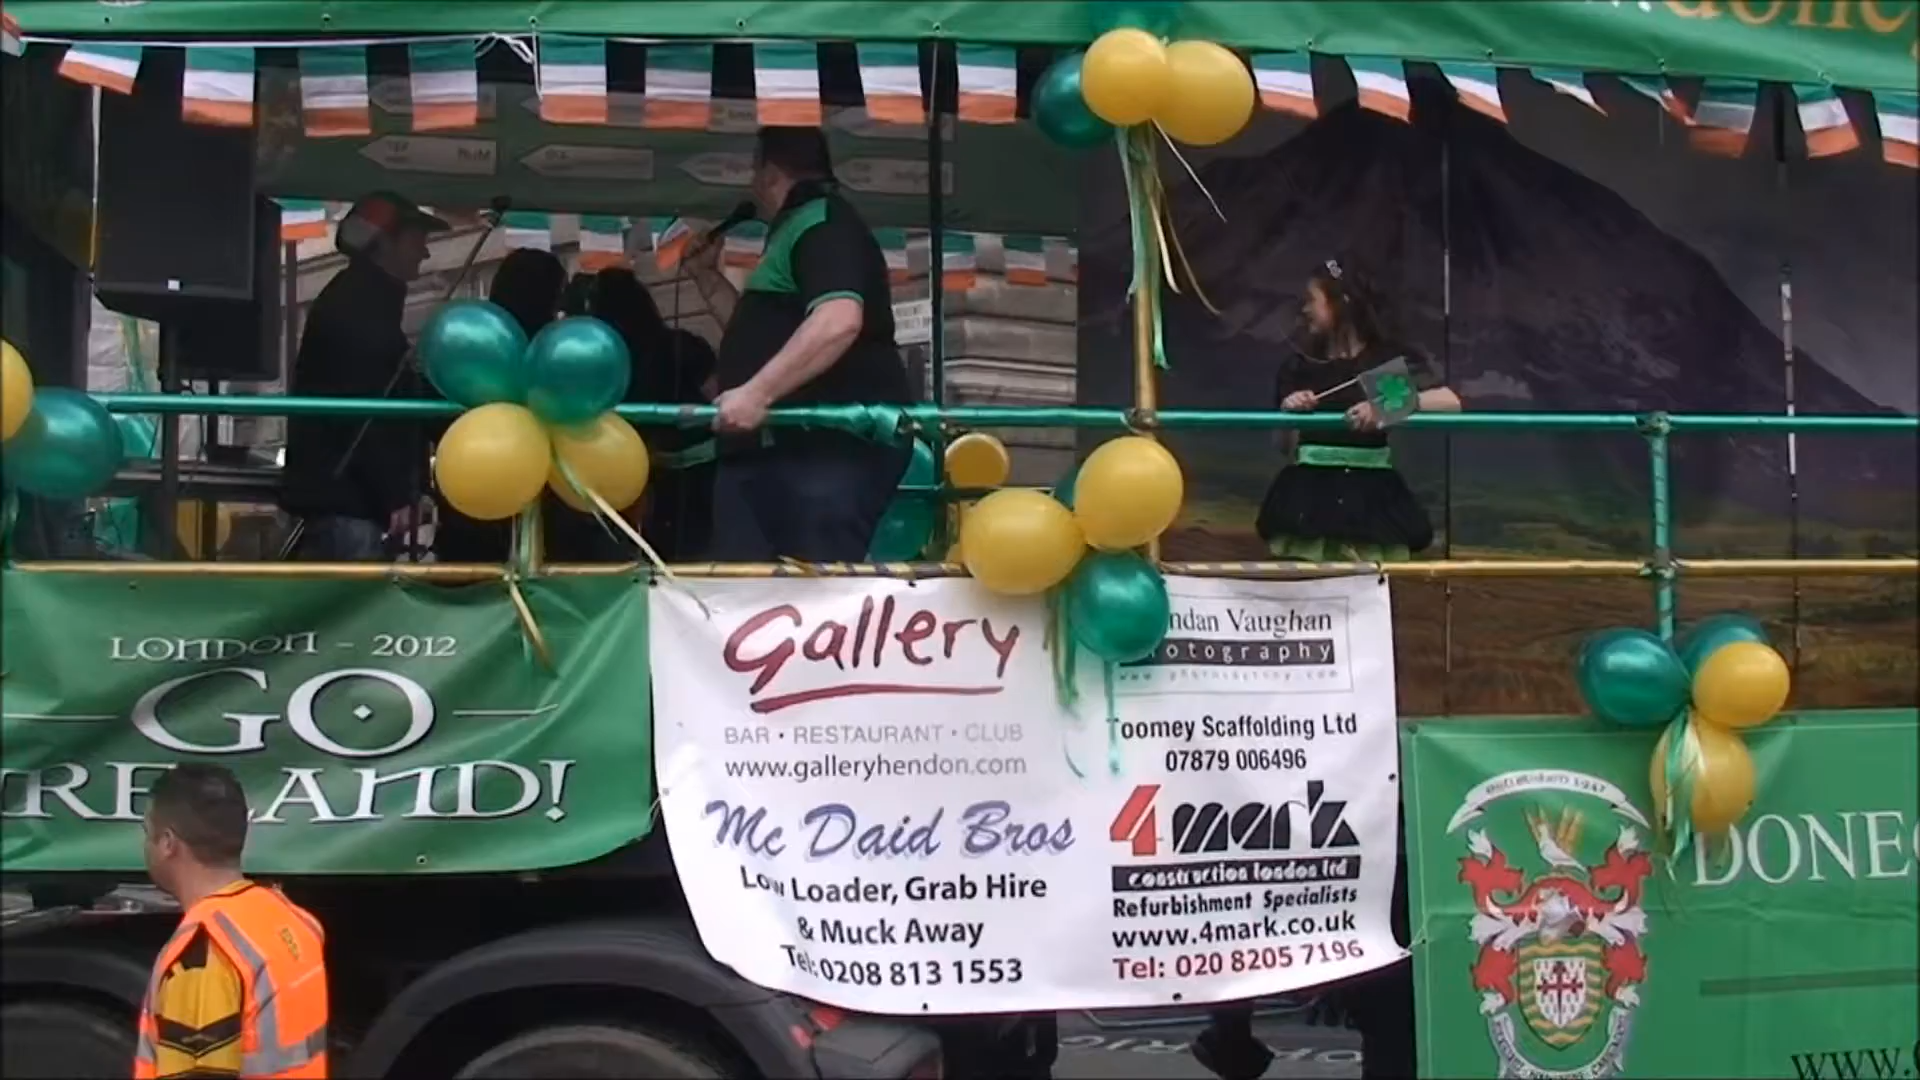 LONDON - 2012
GO
IRELAND!
Gallery
BAR • RESTAURANT • CLUB
www.galleryhendon.com
Mc Daid Bros
Low Loader, Grab Hire
& Muck Away
Tel: 0208 813 1553
ndan Vaughan
otography
Toomey Scaffolding Ltd
07879 006496
4mark
construction london ltd
Refurbishment Specialists
www.4mark.co.uk
Tel: 020 8205 7196
DONEG
www.